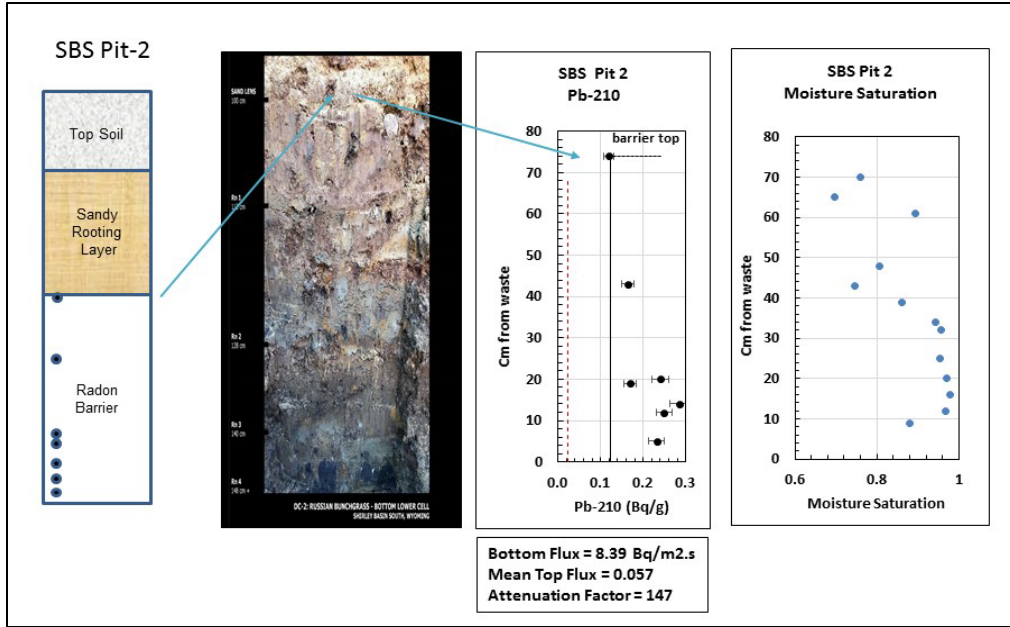 SBS Pit-2
Top Soil
Sandy
Rooting
Layer
Radon
Barrier
SAND LENS
100 cm
Rn 1
Rn 2
128 cm
Rn 3
140 cm
Rn 4
148 cm +
OC-2: RUSSIAN BUNCHGRASS - BOTTOM LOWER CELL
SHIRLEY BASIN SOUTH, WYOMING
SBS Pit 2
Pb-210
barrier top
Cm from waste
80
70
60
50
40
30
20
10
0
0.0 0.1 0.2 0.3
Pb-210 (Bq/g)
Bottom Flux = 8.39 Bq/m2.s
Mean Top Flux = 0.057
Attenuation Factor = 147
SBS Pit 2
Moisture Saturation
Cm from waste
80
70
60
50
40
30
20
10
0
0.6 0.8 1
Moisture Saturation